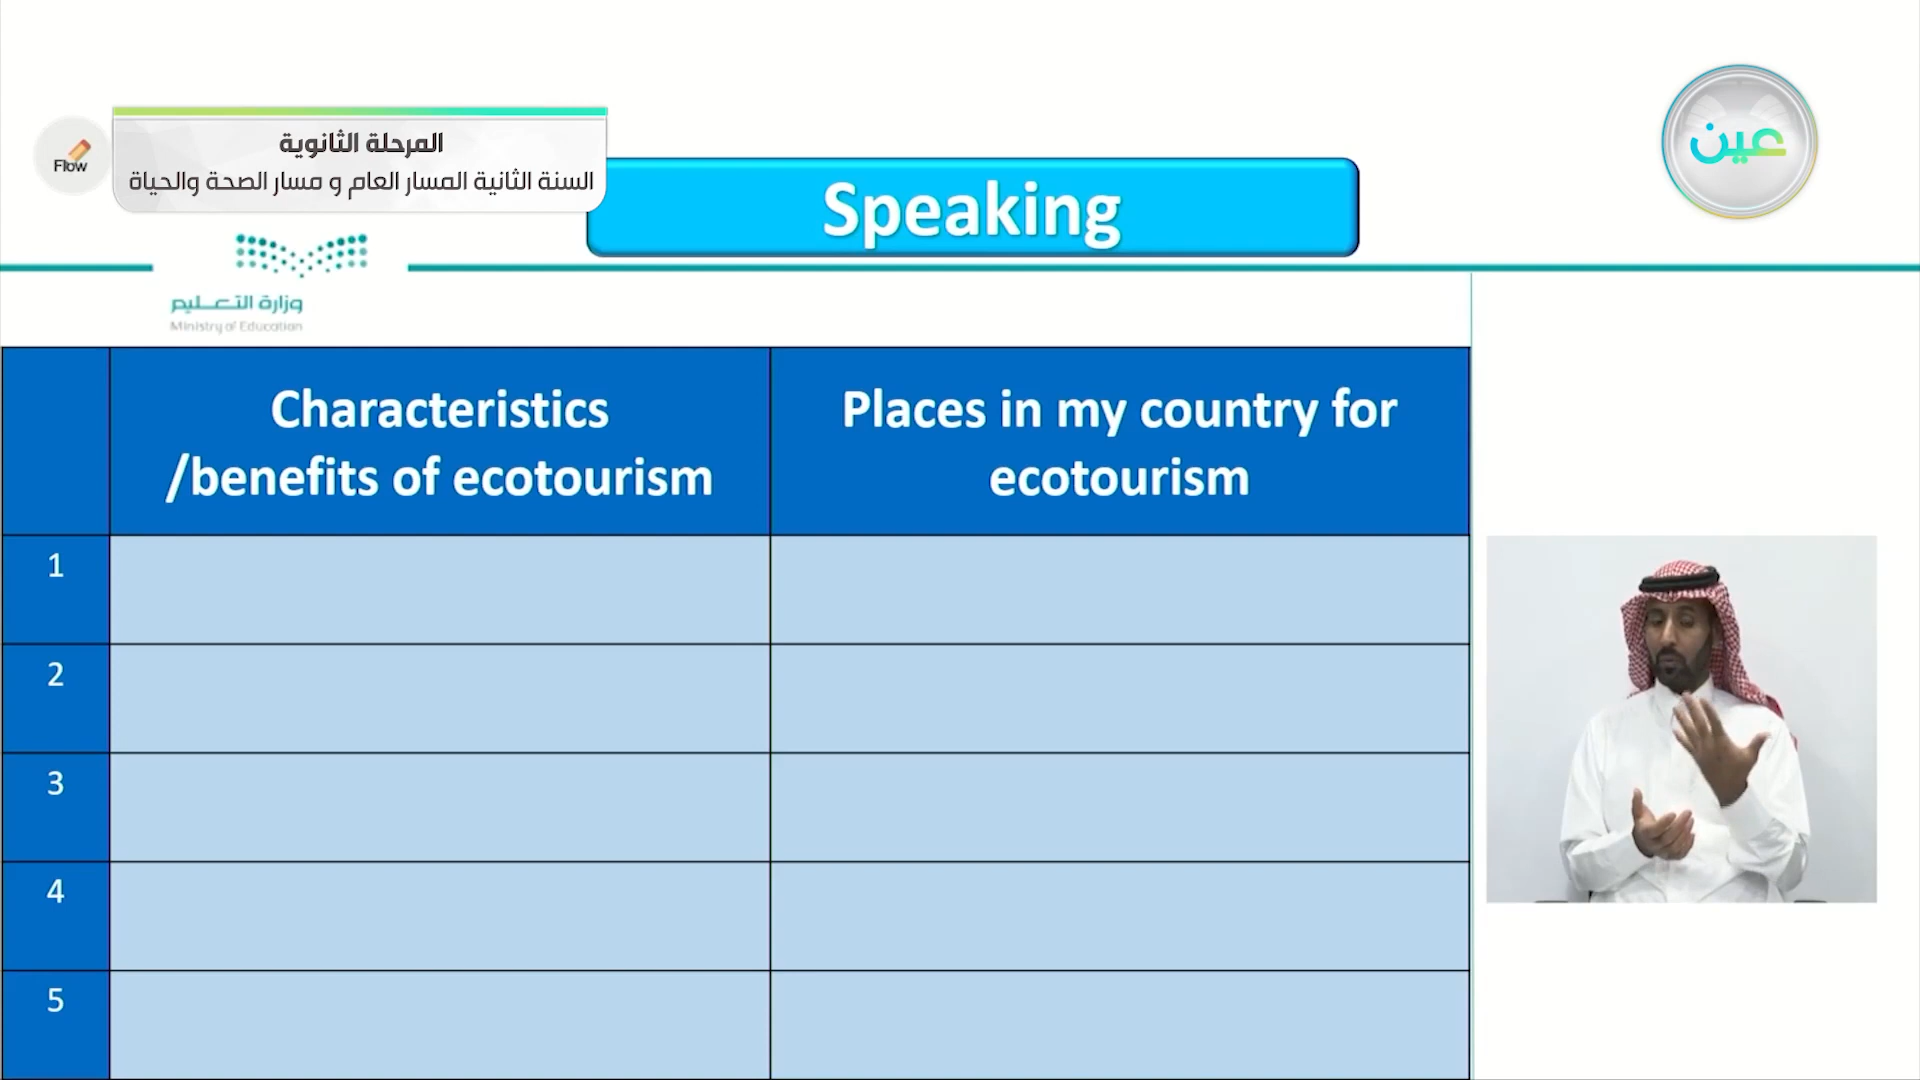 المرحلة الثانوية
السنة الثانية المسار العام و مسار الصحة والحياة
Flow
عين
Speaking
وزارة التعـــليم
Ministry of Education
Characteristics
/benefits of ecotourism
Places in my country for
ecotourism
1
2
3
4
5